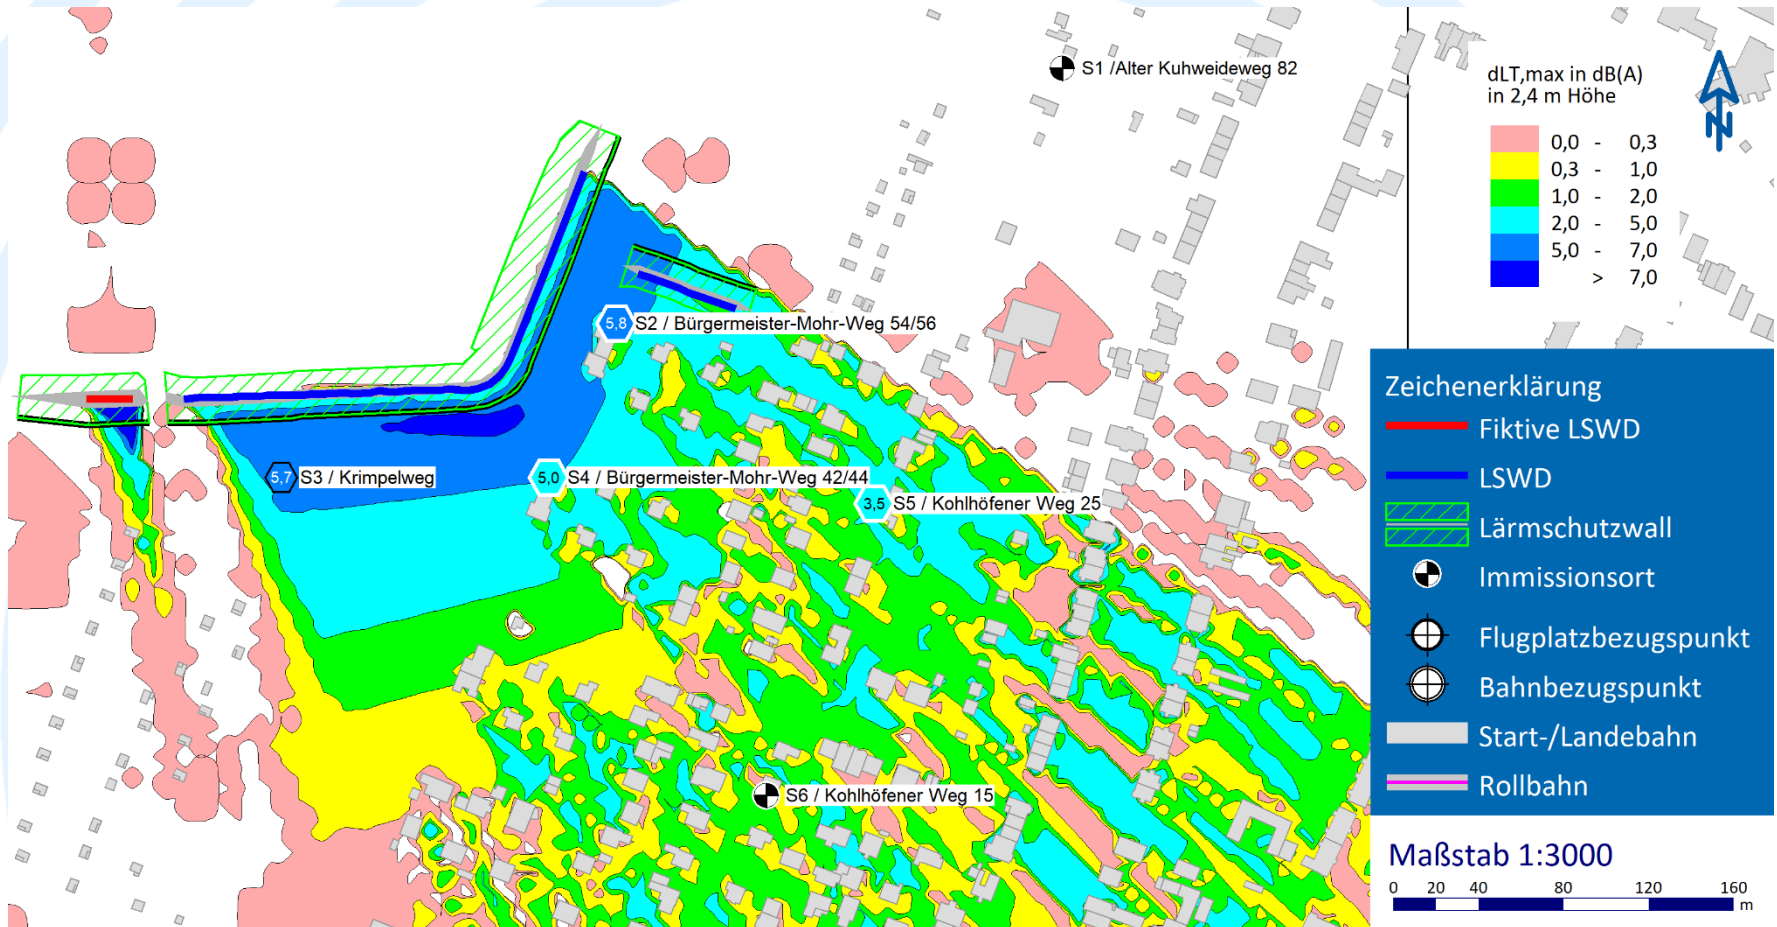 S1 /Alter Kuhweideweg 82
dLT,max in dB(A)
in 2,4 m Höhe
0,0 - 0,3
0,3 - 1,0
1,0 - 2,0
2,0 - 5,0
5,0 - 7,0
> 7,0
N
5,8 S2 / Bürgermeister-Mohr-Weg 54/56
5,7 S3 / Krimpelweg
5,0 S4 / Bürgermeister-Mohr-Weg 42/44
3,5 S5 / Kohlhöfener Weg 25
S6 / Kohlhöfener Weg 15
Zeichenerklärung
Fiktive LSWD
LSWD
Lärmschutzwall
Immissionsort
Flugplatzbezugspunkt
Bahnbezugspunkt
Start-/Landebahn
Rollbahn
Maßstab 1:3000
0 20 40 80 120 160
m